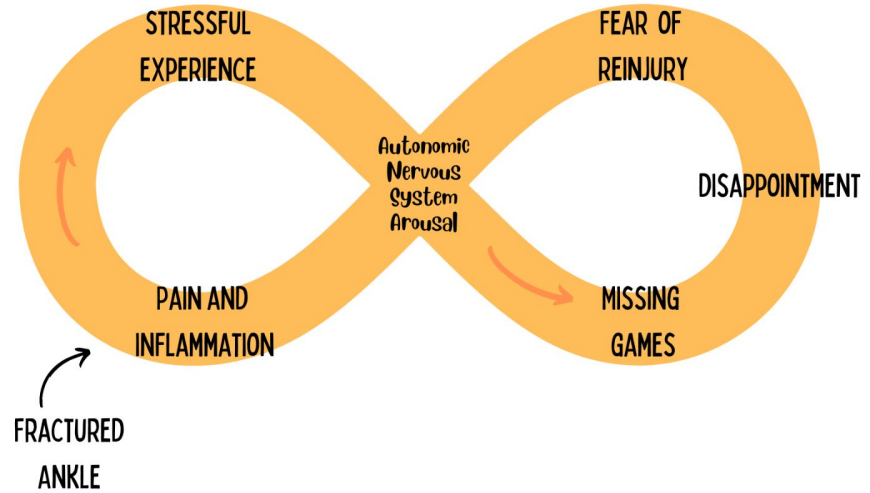 STRESSFUL
EXPERIENCE
FEAR OF
REINJURY
Autonomic
Nervous
System
Arousal
DISAPPOINTMENT
PAIN AND
INFLAMMATION
MISSING
GAMES
FRACTURED
ANKLE